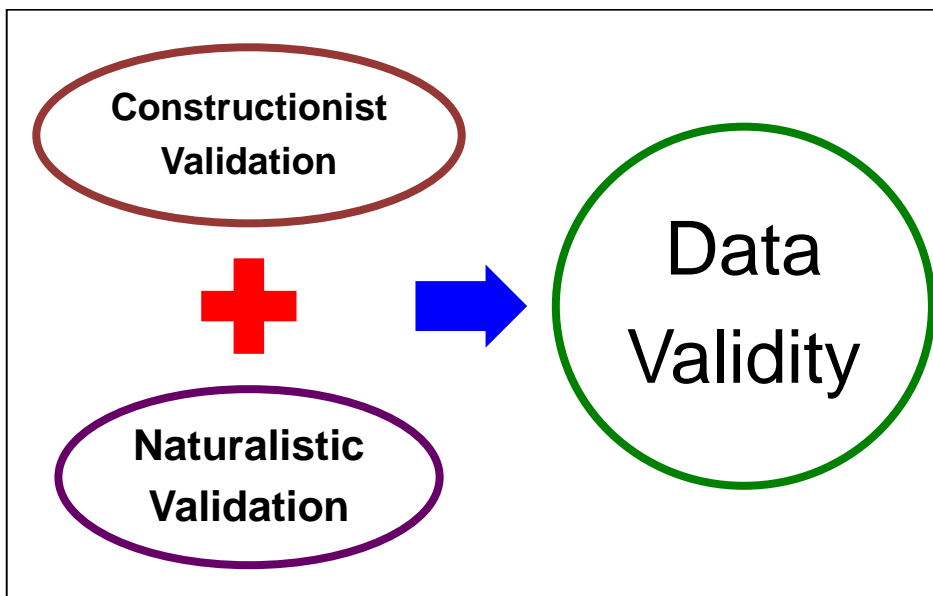 Constructionist
Validation
Naturalistic
Validation
Data
Validity